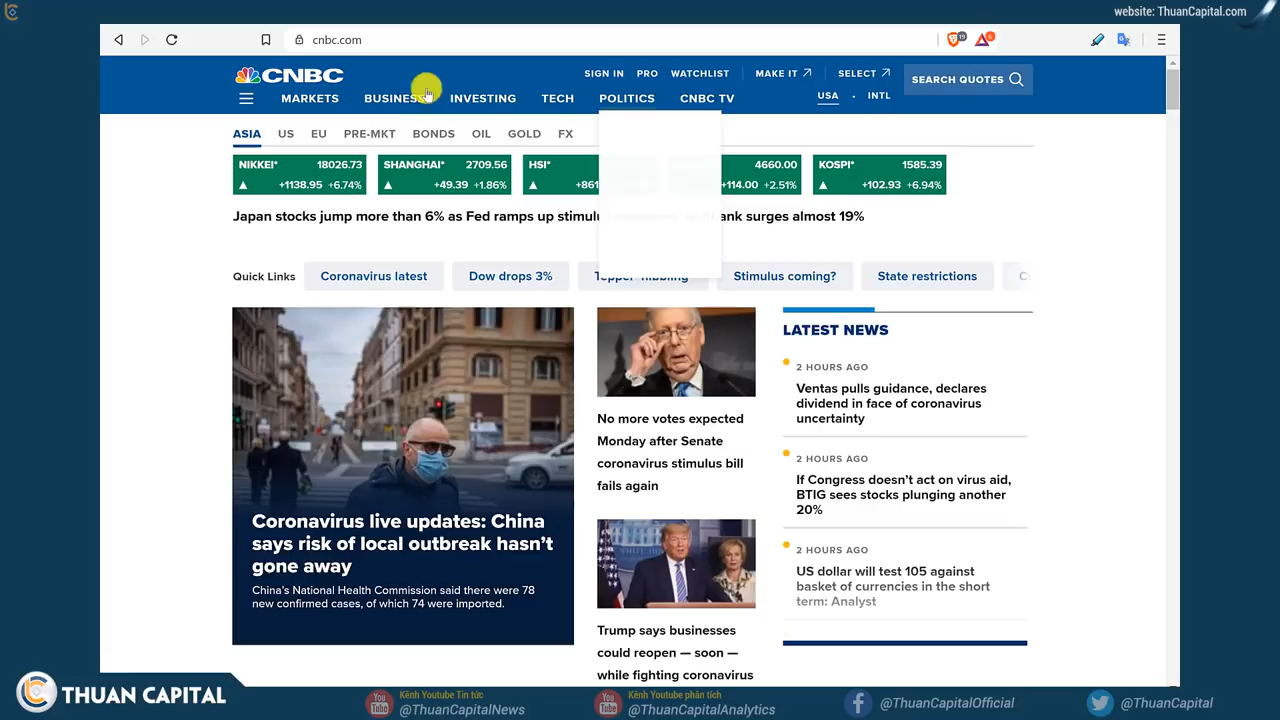 website: ThuanCapital.com
cnbc.com
19
6
CNBC
SIGN IN PRO WATCHLIST MAKE IT SELECT
SEARCH QUOTES
MARKETS BUSINESS INVESTING TECH POLITICS CNBC TV
USA • INTL
ASIA US EU PRE-MKT BONDS OIL GOLD FX
NIKKEI* 18026.73
+1138.95 +6.74%
SHANGHAI* 2709.56
+49.39 +1.86%
HSI*
+861
4660.00
+114.00 +2.51%
KOSPI* 1585.39
+102.93 +6.94%
Japan stocks jump more than 6% as Fed ramps up surges almost 19%
Quick Links
Coronavirus latest
Dow drops 3%
Stimulus coming?
State restrictions
Coronavirus live updates: China
says risk of local outbreak hasn't
gone away
China's National Health Commission said there were 78
new confirmed cases, of which 74 were imported.
No more votes expected
Monday after Senate
coronavirus stimulus bill
fails again
Trump says businesses
could reopen — soon —
while fighting coronavirus
LATEST NEWS
2 HOURS AGO
Ventas pulls guidance, declares
dividend in face of coronavirus
uncertainty
2 HOURS AGO
If Congress doesn't act on virus aid,
BTIG sees stocks plunging another
20%
2 HOURS AGO
US dollar will test 105 against
basket of currencies in the short
term: Analyst
THUAN CAPITAL
You Tube
Kênh Youtube Tin tức
@ThuanCapitalNews
You Tube
Kênh Youtube phân tích
@ThuanCapitalAnalytics
@ThuanCapitalOfficial
@ThuanCapital